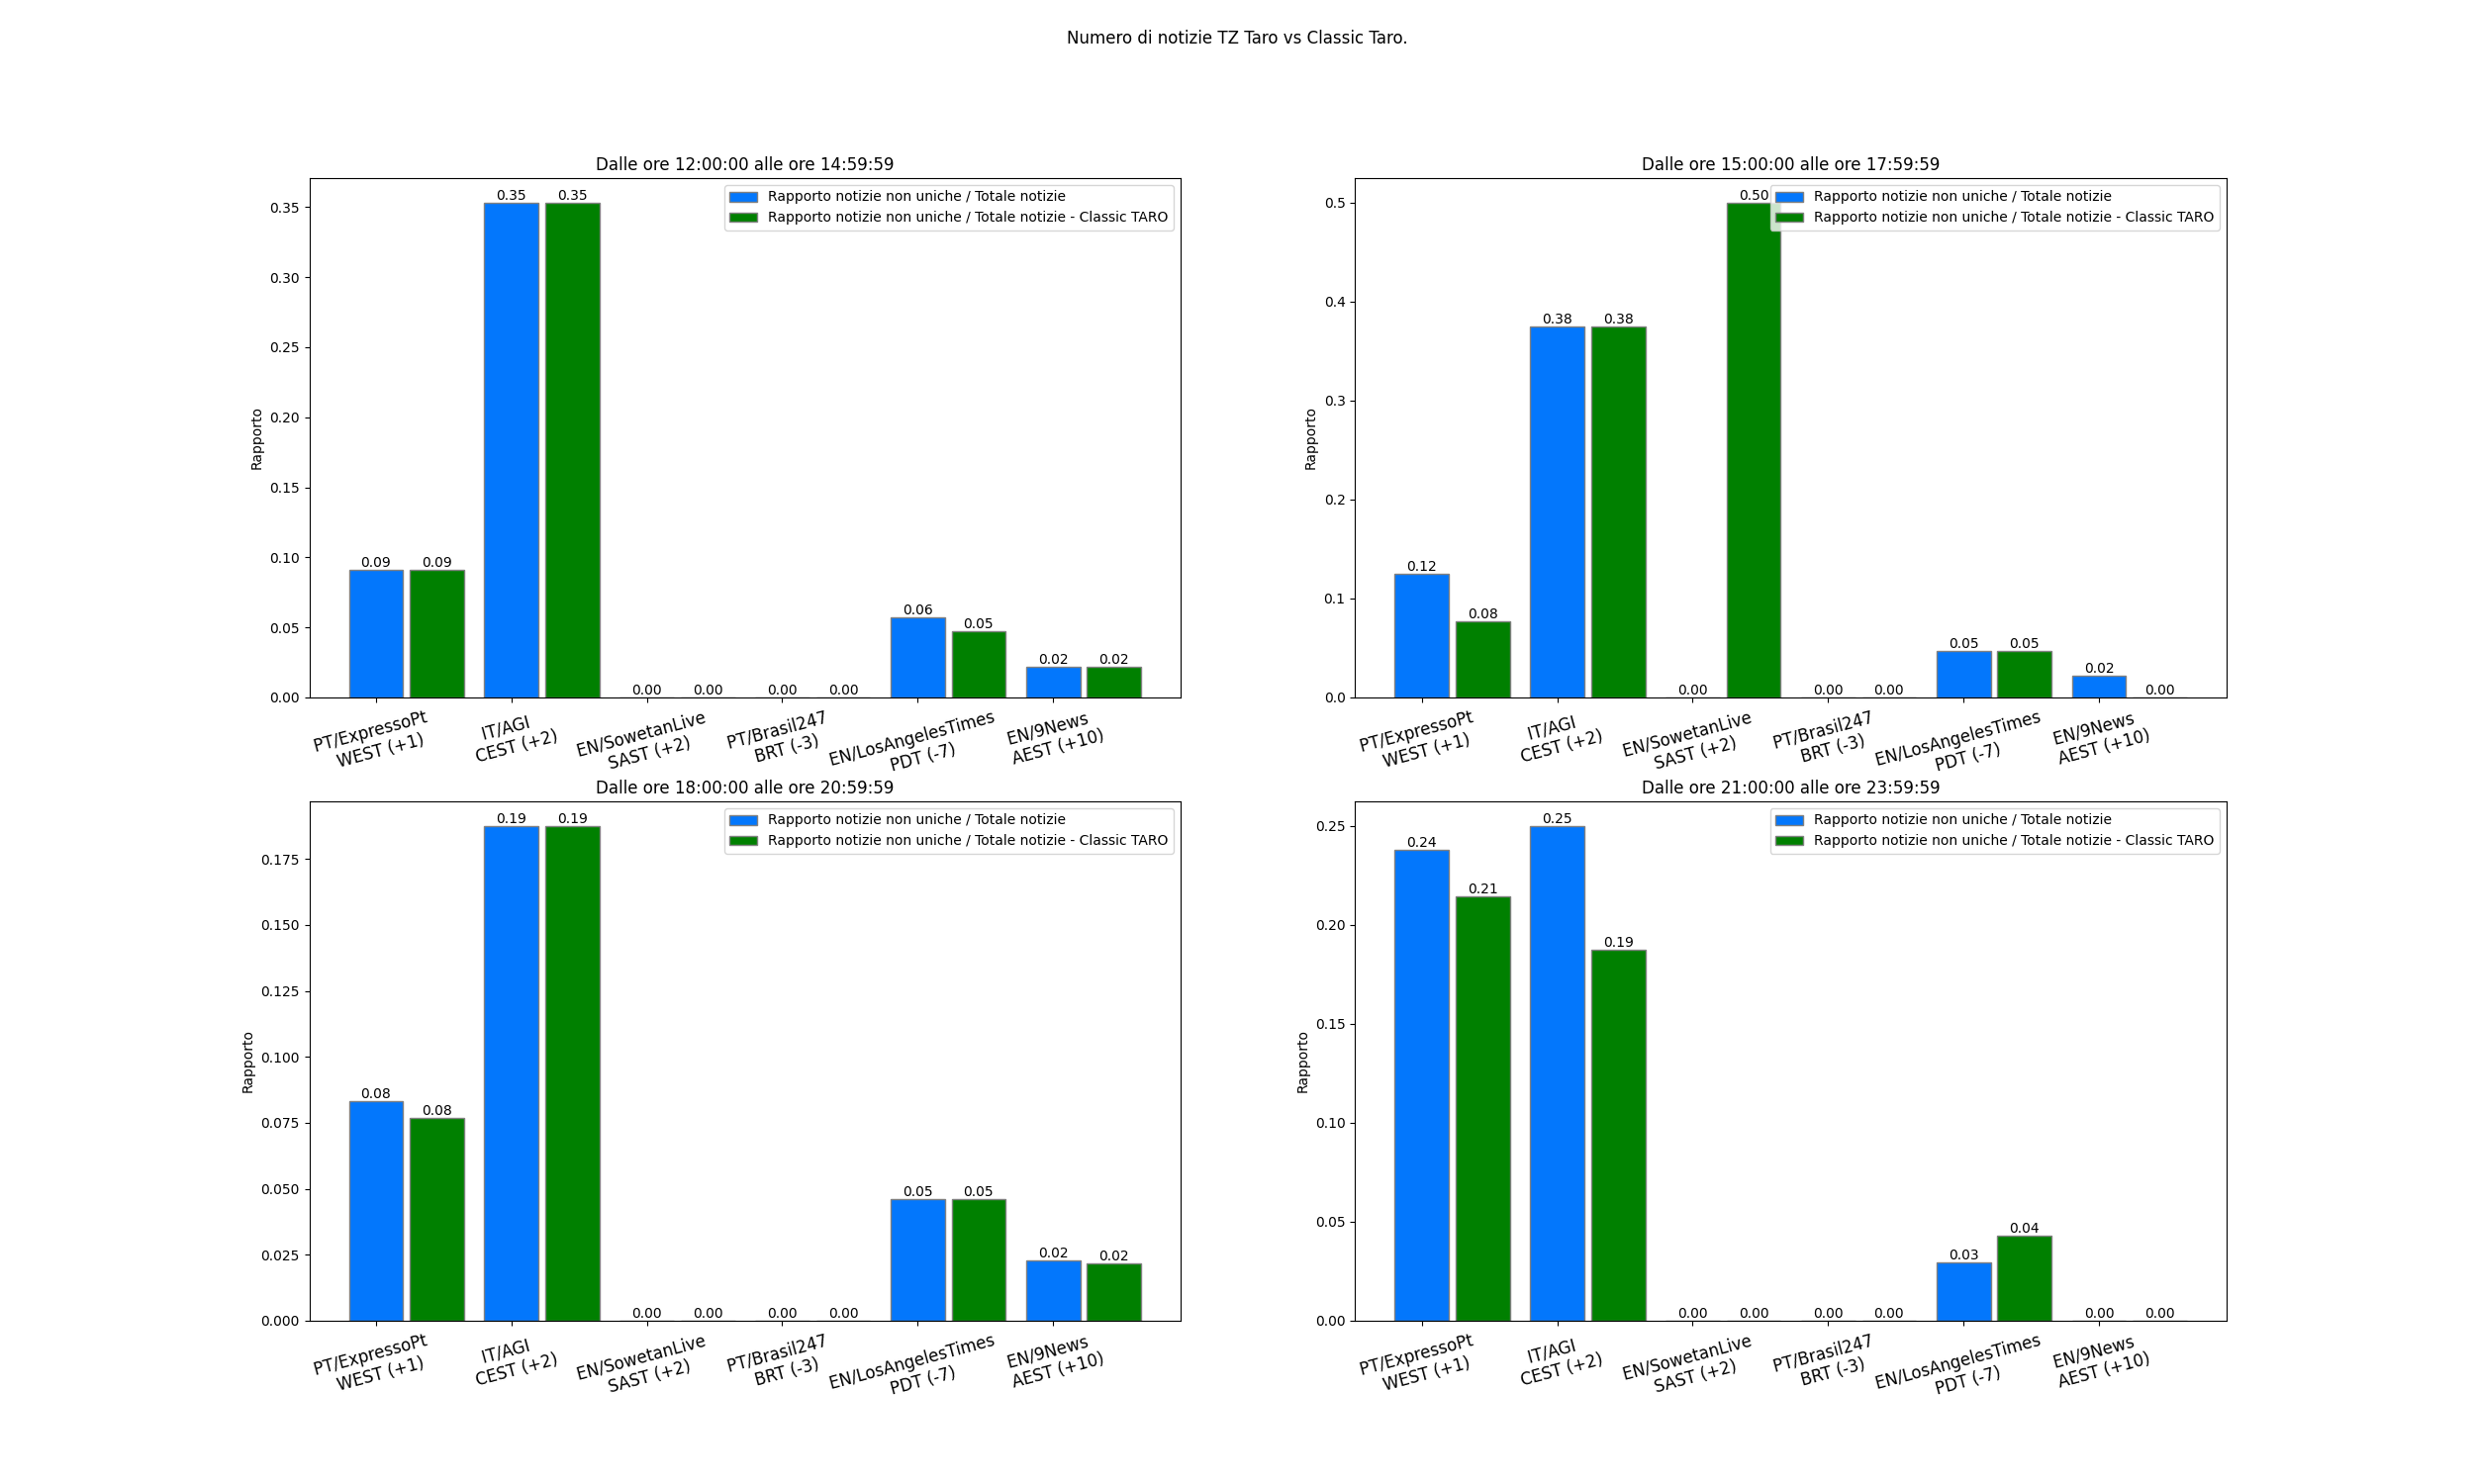 Numero di notizie TZ Taro vs Classic Taro.
Dalle ore 12:00:00 alle ore 14:59:59
Rapporto notizie non uniche / Totale notizie
Rapporto notizie non uniche / Totale notizie - Classic TARO
Rapporto
0.35
0.30
0.25
0.20
0.15
0.10
0.05
0.00
0.09
0.09
0.35
0.35
0.00
0.00
0.00
0.00
0.06
0.05
0.02
0.02
PT/ExpressoPt
WEST (+1)
IT/AGI
CEST (+2)
EN/SowetanLive
SAST (+2)
PT/Brasil247
BRT (-3)
EN/LosAngelesTimes
PDT (-7)
EN/9News
AEST (+10)
Dalle ore 15:00:00 alle ore 17:59:59
Rapporto notizie non uniche / Totale notizie
Rapporto notizie non uniche / Totale notizie - Classic TARO
Rapporto
0.5
0.4
0.3
0.2
0.1
0.0
0.12
0.08
0.38
0.38
0.00
0.50
0.00
0.00
0.05
0.05
0.02
0.00
PT/ExpressoPt
WEST (+1)
IT/AGI
CEST (+2)
EN/SowetanLive
SAST (+2)
PT/Brasil247
BRT (-3)
EN/LosAngelesTimes
PDT (-7)
EN/9News
AEST (+10)
Dalle ore 18:00:00 alle ore 20:59:59
Rapporto notizie non uniche / Totale notizie
Rapporto notizie non uniche / Totale notizie - Classic TARO
Rapporto
0.175
0.150
0.125
0.100
0.075
0.050
0.025
0.000
0.08
0.08
0.19
0.19
0.00
0.00
0.00
0.00
0.05
0.05
0.02
0.02
PT/ExpressoPt
WEST (+1)
IT/AGI
CEST (+2)
EN/SowetanLive
SAST (+2)
PT/Brasil247
BRT (-3)
EN/LosAngelesTimes
PDT (-7)
EN/9News
AEST (+10)
Dalle ore 21:00:00 alle ore 23:59:59
Rapporto notizie non uniche / Totale notizie
Rapporto notizie non uniche / Totale notizie - Classic TARO
Rapporto
0.25
0.20
0.15
0.10
0.05
0.00
0.24
0.21
0.25
0.19
0.00
0.00
0.00
0.00
0.03
0.04
0.00
0.00
PT/ExpressoPt
WEST (+1)
IT/AGI
CEST (+2)
EN/SowetanLive
SAST (+2)
PT/Brasil247
BRT (-3)
EN/LosAngelesTimes
PDT (-7)
EN/9News
AEST (+10)